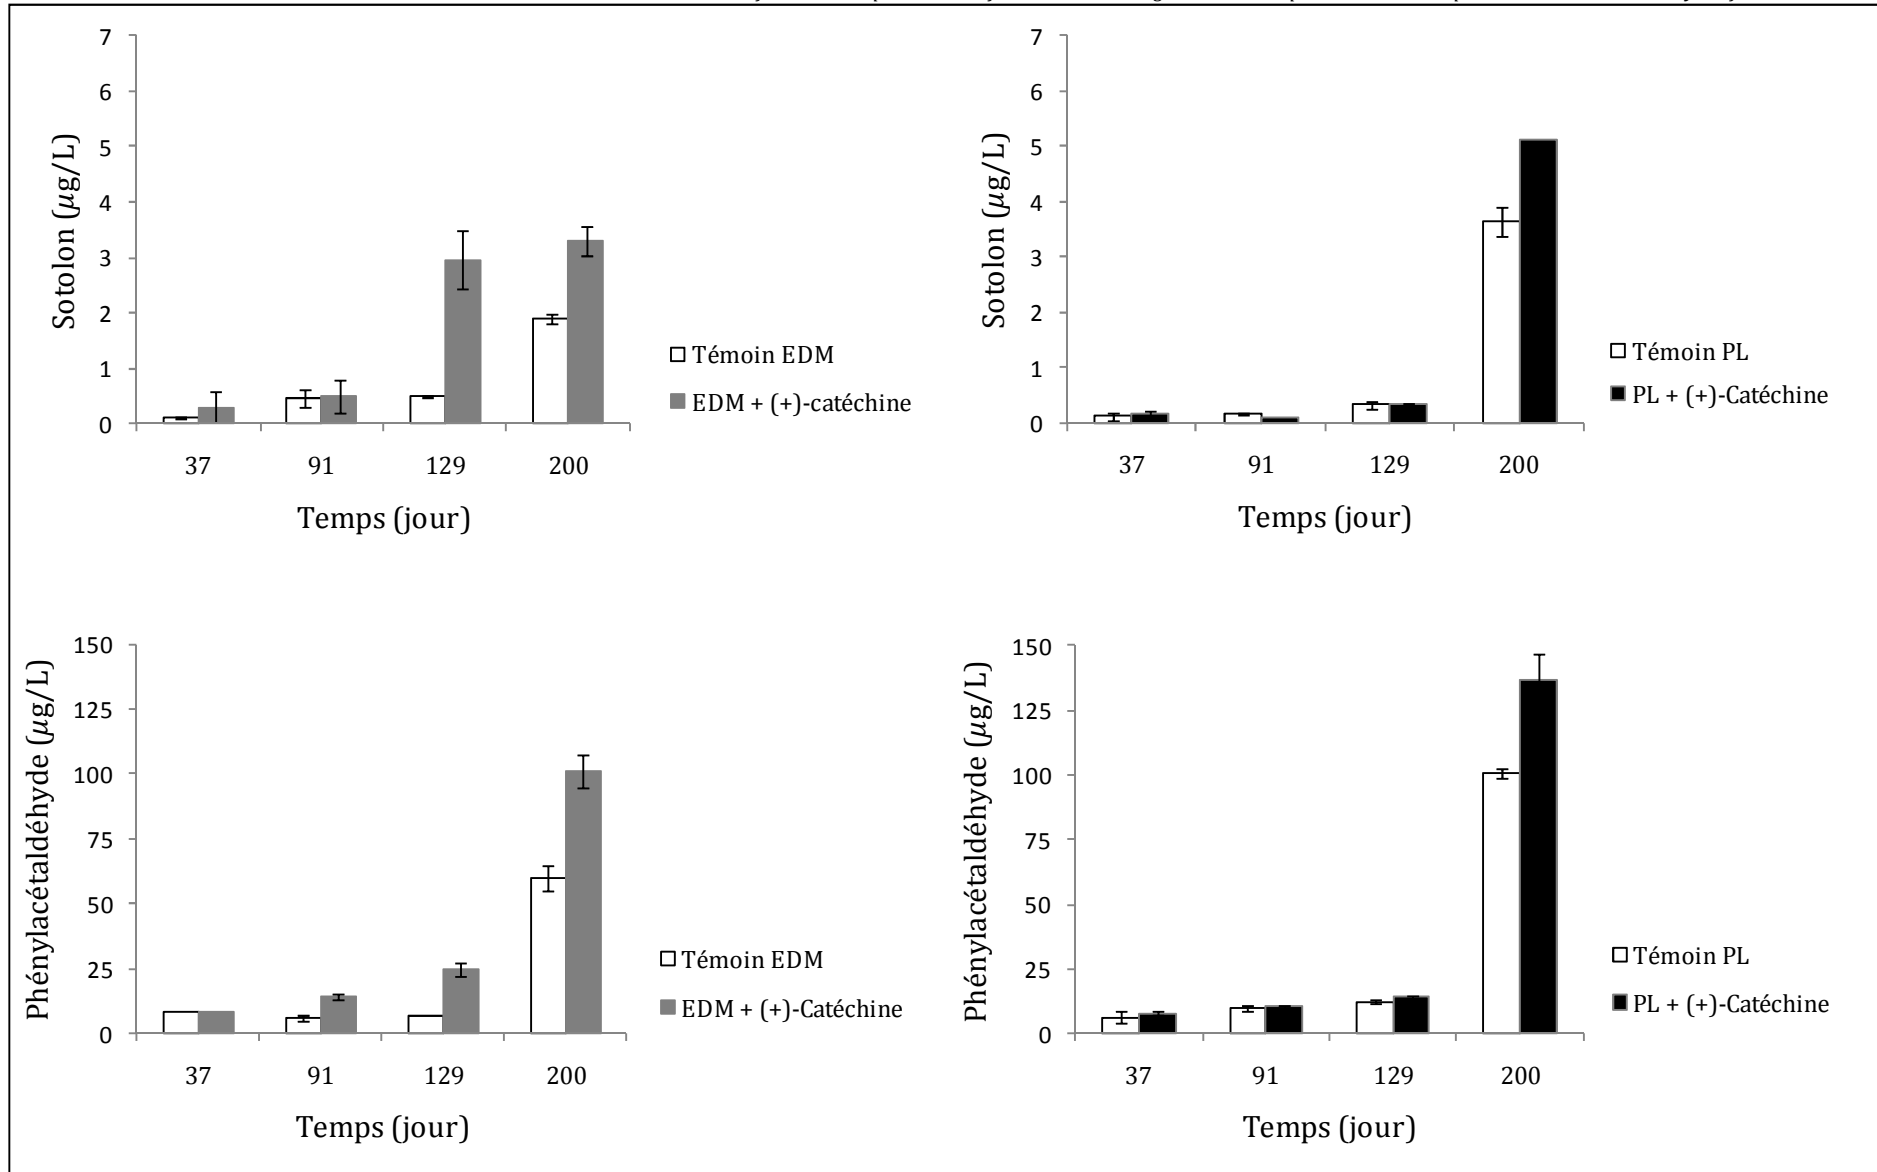 7
6
5
4
3
2
1
0
Sotolon (µg/L)
37 91 129 200
Temps (jour)
Témoin EDM
EDM + (+)-catéchine
7
6
5
4
3
2
1
0
Sotolon (µg/L)
37 91 129 200
Temps (jour)
Témoin PL
PL + (+)-Catéchine
150
125
100
75
50
25
0
Phénylacétaldéhyde (µg/L)
37 91 129 200
Temps (jour)
Témoin EDM
EDM + (+)-Catéchine
150
125
100
75
50
25
0
Phénylacétaldéhyde (µg/L)
37 91 129 200
Temps (jour)
Témoin PL
PL + (+)-Catéchine